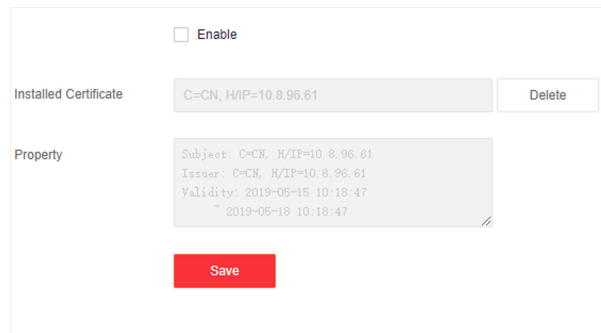 Enable
Installed Certificate C=CN, H/IP=10.8.96.61 Delete
Property
Subject: C=CN, H/IP=10.8.96.61
Issuer: C=CN, H/IP=10.8.96.61
Validity: 2019-05-15 10:18:47
~ 2019-05-18 10:18:47
Save